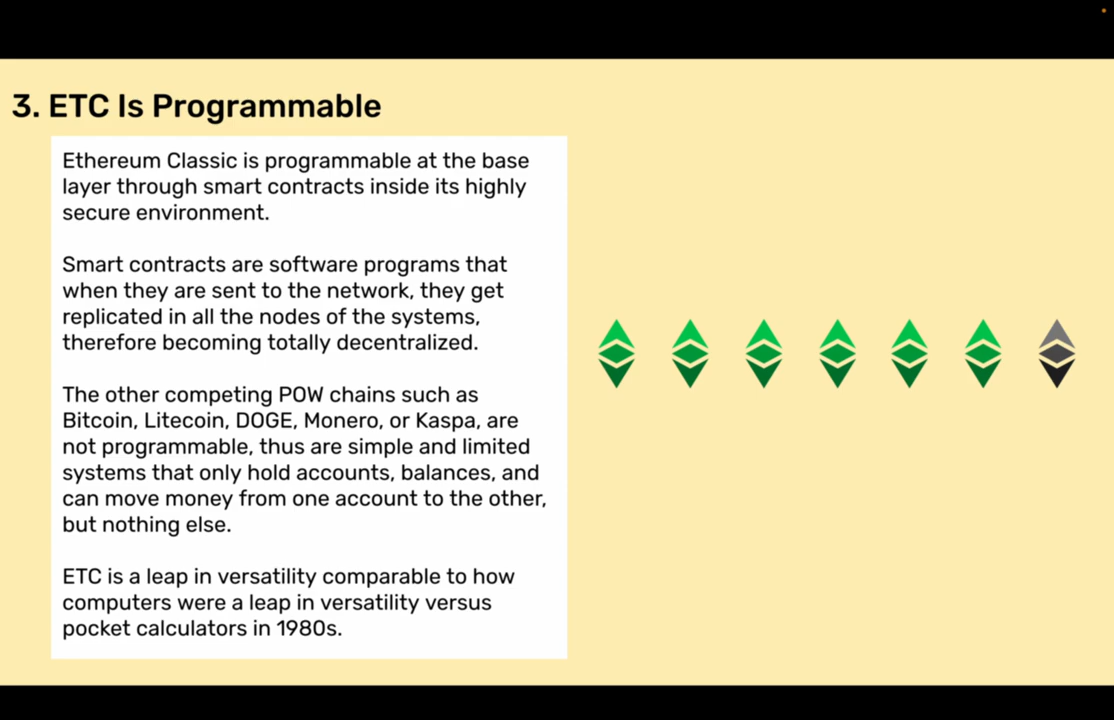 3. ETC Is Programmable
Ethereum Classic is programmable at the base
layer through smart contracts inside its highly
secure environment.
Smart contracts are software programs that
when they are sent to the network, they get
replicated in all the nodes of the systems,
therefore becoming totally decentralized.
The other competing POW chains such as
Bitcoin, Litecoin, DOGE, Monero, or Kaspa, are
not programmable, thus are simple and limited
systems that only hold accounts, balances, and
can move money from one account to the other,
but nothing else.
ETC is a leap in versatility comparable to how
computers were a leap in versatility versus
pocket calculators in 1980s.